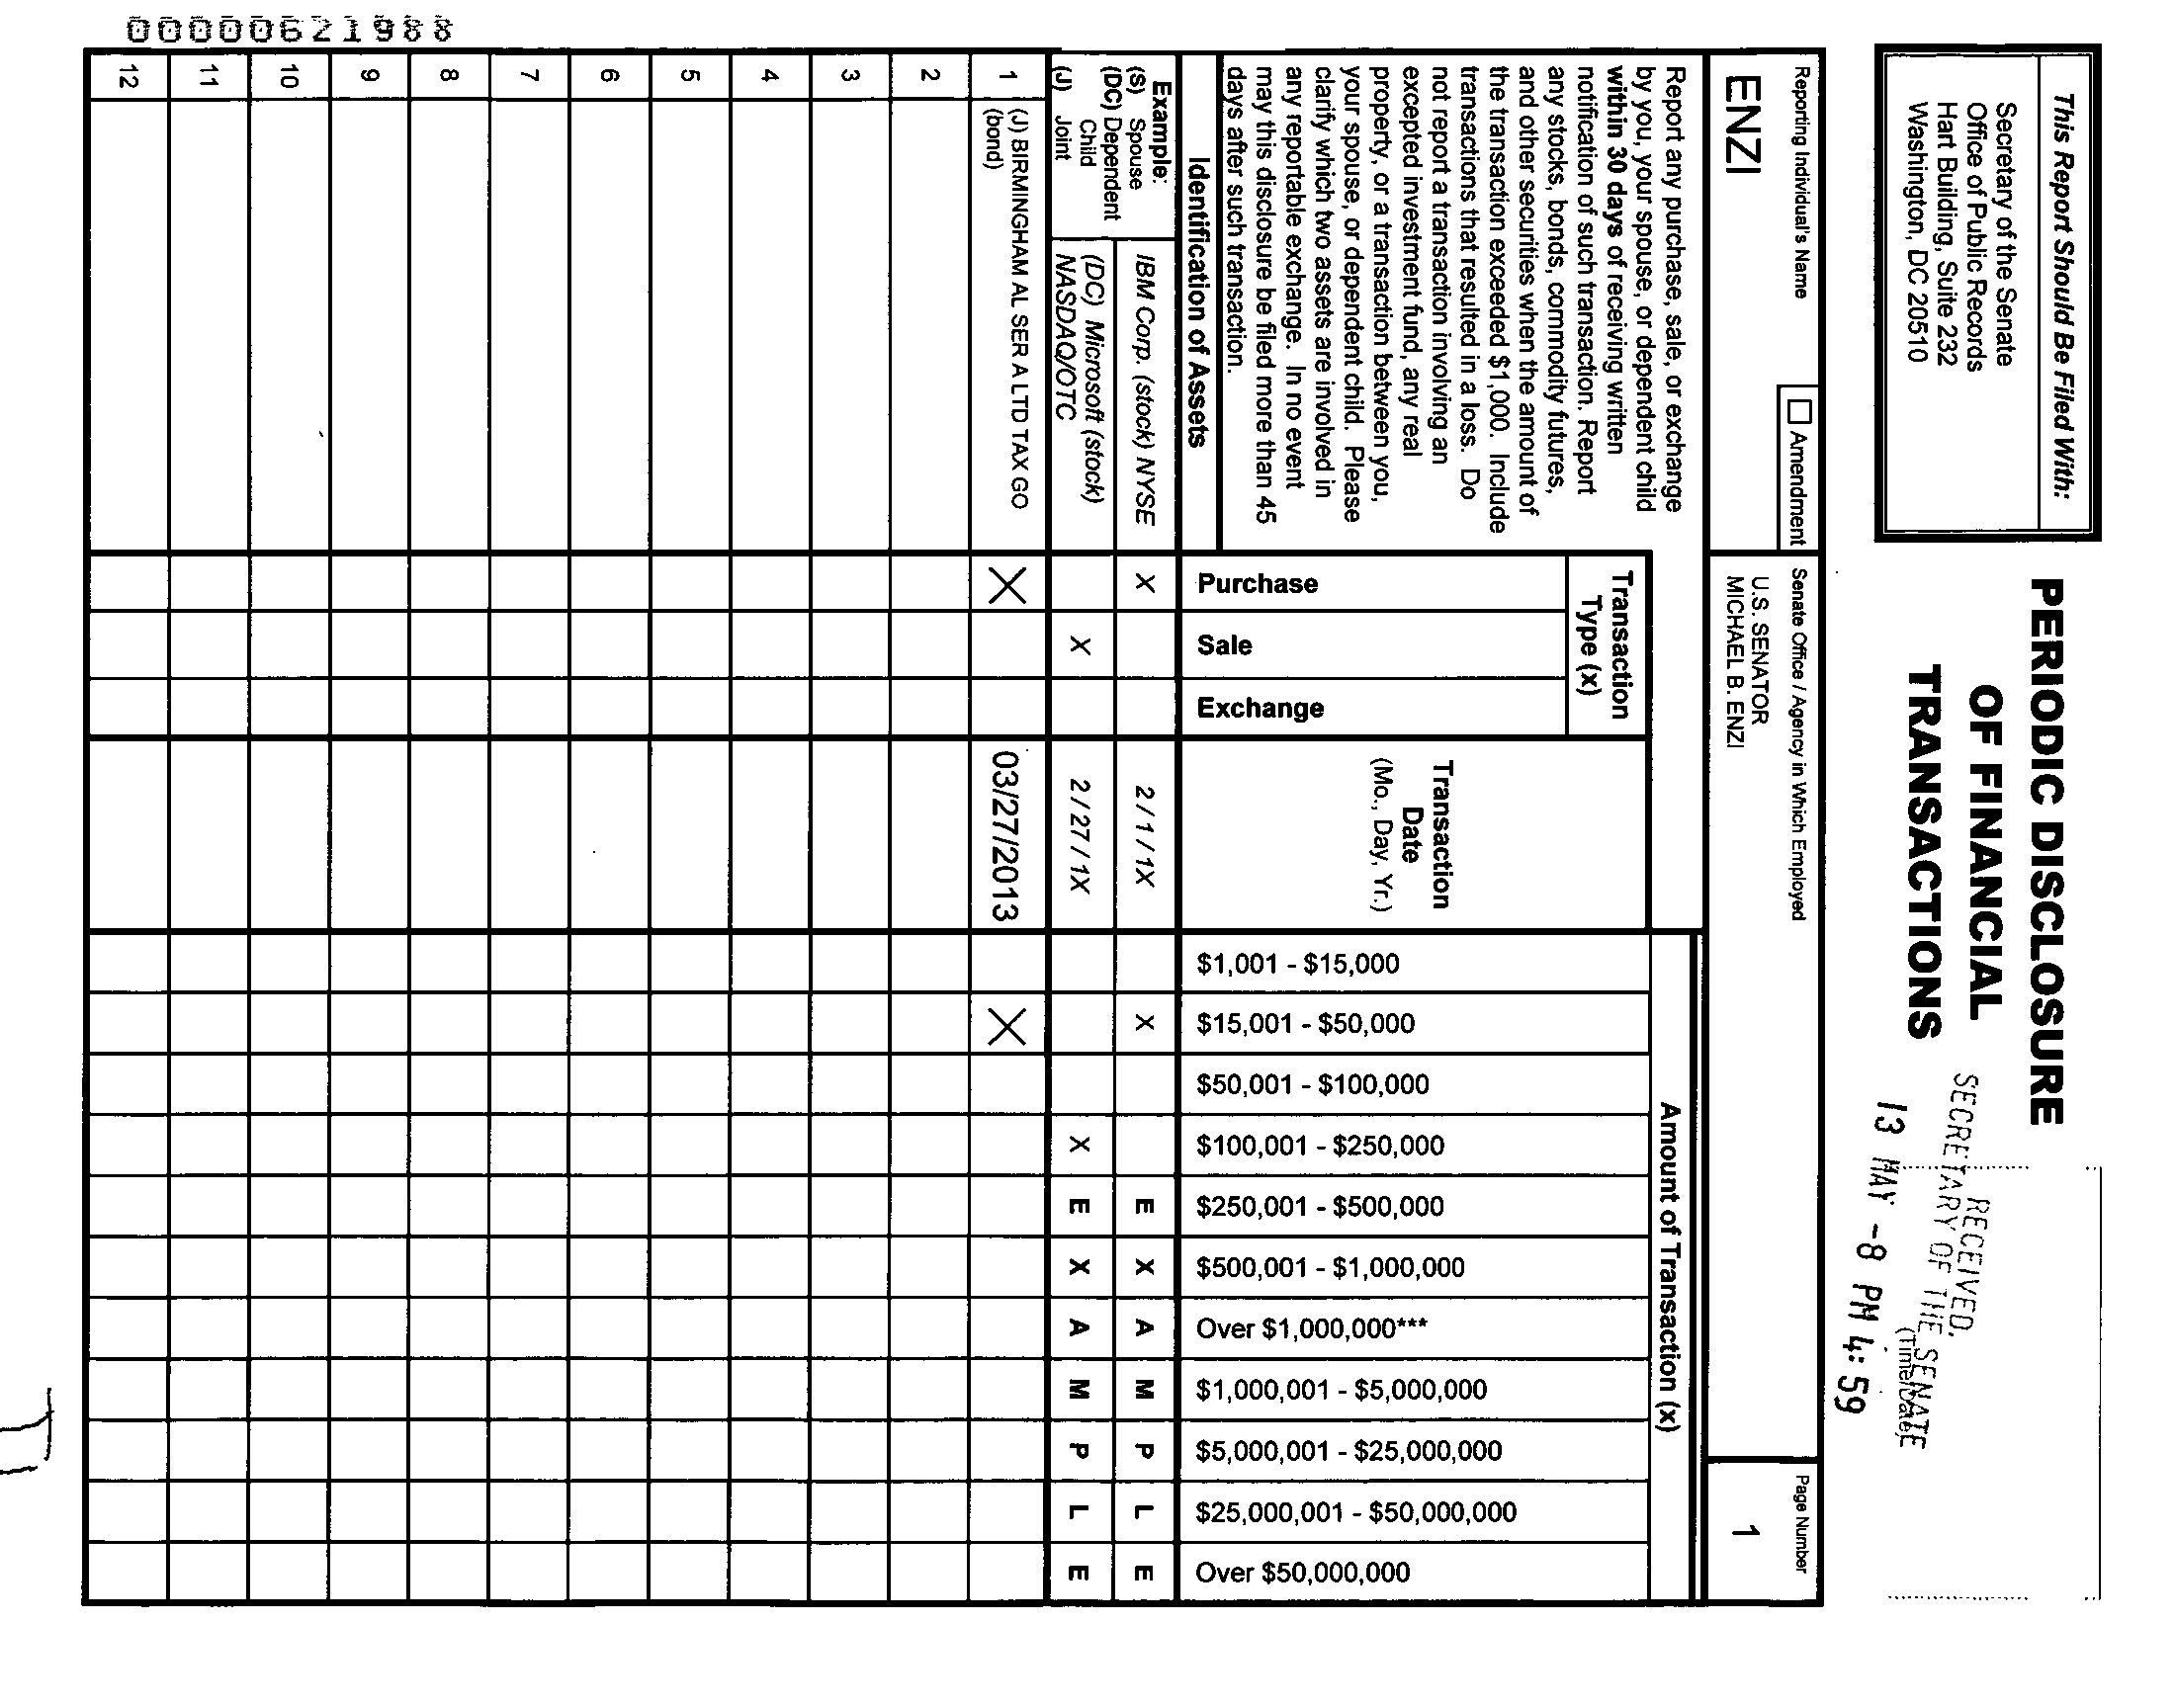 This Report Should Be Filed With:
Secretary of the Senate
Office of Public Records
Hart Building, Suite 232
Washington, DC 20510
PERIODIC DISCLOSURE
OF FINANCIAL
TRANSACTIONS
RECEIVED,
SECRETARY OF THE SENATE
(Time/Date)
13 MAY -8 PM 4:59
Reporting Individual's Name
☐ Amendment
Senate Office / Agency in Which Employed
Page Number
ENZI
U.S. SENATOR
MICHAEL B. ENZI
1
Report any purchase, sale, or exchange
by you, your spouse, or dependent child
within 30 days of receiving written
notification of such transaction. Report
any stocks, bonds, commodity futures,
and other securities when the amount of
the transaction exceeded $1,000. Include
transactions that resulted in a loss. Do
not report a transaction involving an
excepted investment fund, any real
property, or a transaction between you,
your spouse, or dependent child. Please
clarify which two assets are involved in
any reportable exchange. In no event
may this disclosure be filed more than 45
days after such transaction.
Transaction
Type (x)
Purchase
Sale
Exchange
Transaction
Date
(Mo., Day, Yr.)
Amount of Transaction (x)
$1,001 - $15,000
$15,001 - $50,000
$50,001 - $100,000
$100,001 - $250,000
$250,001 - $500,000
$500,001 - $1,000,000
Over $1,000,000***
$1,000,001 - $5,000,000
$5,000,001 - $25,000,000
$25,000,001 - $50,000,000
Over $50,000,000
Identification of Assets
Example:
(S) Spouse
(DC) Dependent
Child
(J) Joint
IBM Corp. (stock) NYSE X 2 / 1 / 1X X E X A M P L E
(DC) Microsoft (stock)
NASDAQ/OTC X 2 / 27 / 1X X E X A M P L E
1 (J) BIRMINGHAM AL SER A LTD TAX GO
(bond) X 03/27/2013 X
2
3
4
5
6
7
8
9
10
11
12
00000621988